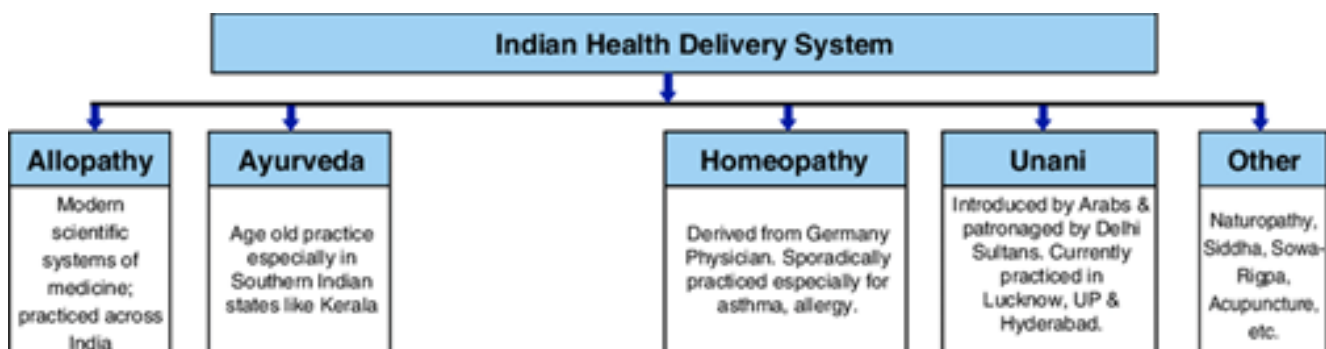 Indian Health Delivery System
Allopathy
Modern
scientific
systems of
medicine;
practiced across
India
Ayurveda
Age old practice
especially in
Southern Indian
states like Kerala
Homeopathy
Derived from Germany
Physician. Sporadically
practiced especially for
asthma, allergy.
Unani
Introduced by Arabs &
patronaged by Delhi
Sultans. Currently
practiced in
Lucknow, UP &
Hyderabad.
Other
Naturopathy,
Siddha, Sowa-
Rigpa,
Acupuncture,
etc.